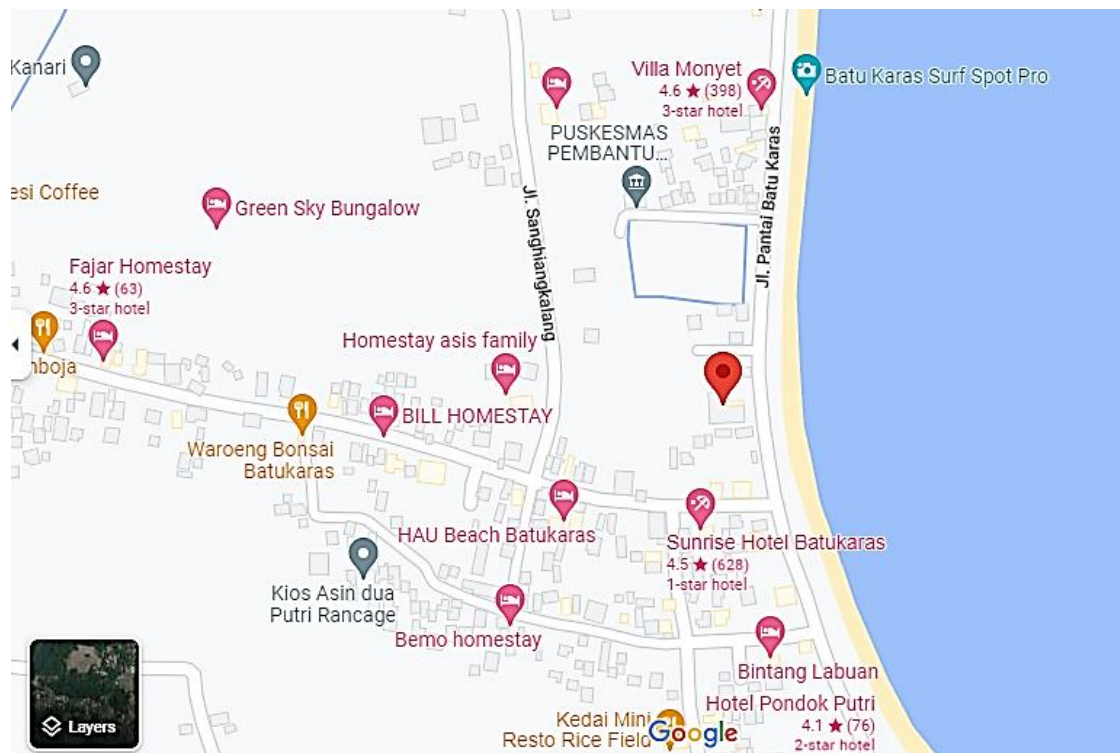 Kanari
Villa Monyet
4.6 ★ (398)
3-star hotel
Batu Karas Surf Spot Pro
PUSKESMAS
PEMBANTU...
esi Coffee
Green Sky Bungalow
Jl. Sanghiangkalang
Jl. Pantai Batu Karas
Fajar Homestay
4.6 ★ (63)
3-star hotel
nboja
Homestay asis family
BILL HOMESTAY
Waroeng Bonsai
Batukaras
HAU Beach Batukaras
Sunrise Hotel Batukaras
4.5 ★ (628)
1-star hotel
Kios Asin dua
Putri Rancage
Bemo homestay
Bintang Labuan
Hotel Pondok Putri
4.1 ★ (76)
2-star hotel
Kedai Mini
Resto Rice Field
Google
Layers